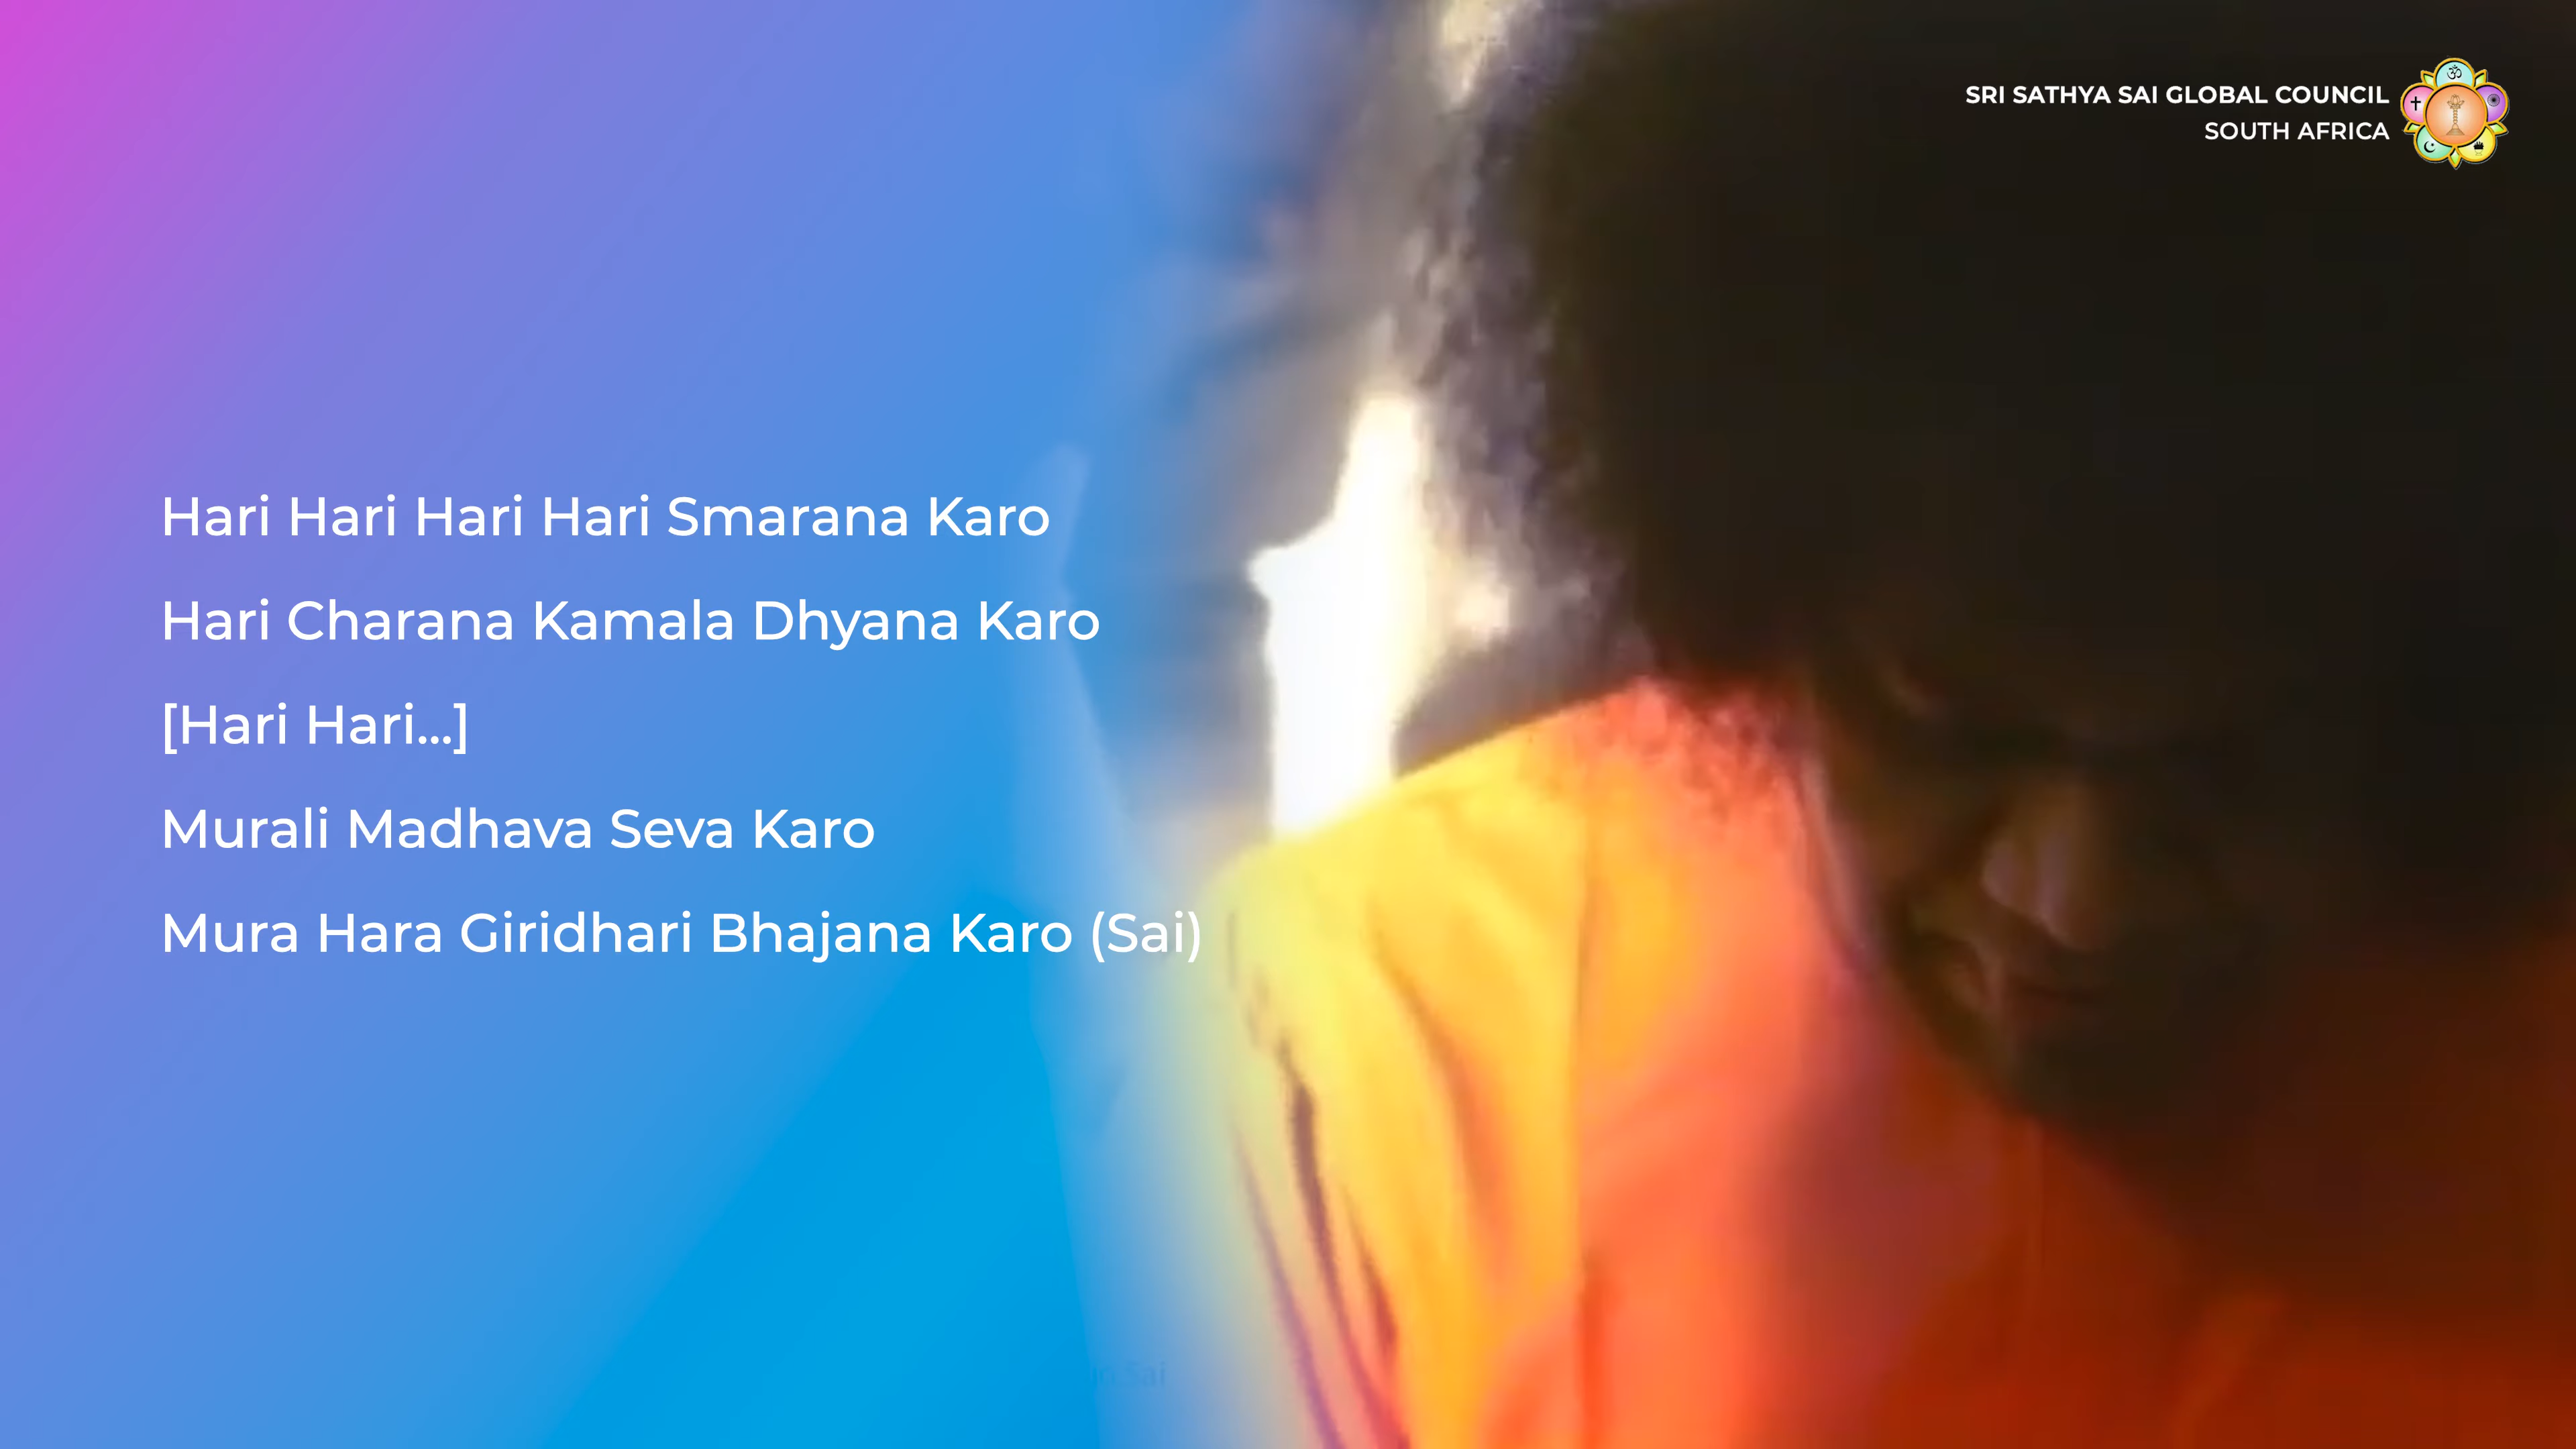 SRI SATHYA SAI GLOBAL COUNCIL
SOUTH AFRICA
Hari Hari Hari Hari Smarana Karo
Hari Charana Kamala Dhyana Karo
[Hari Hari...]
Murali Madhava Seva Karo
Mura Hara Giridhari Bhajana Karo (Sai)
Sai